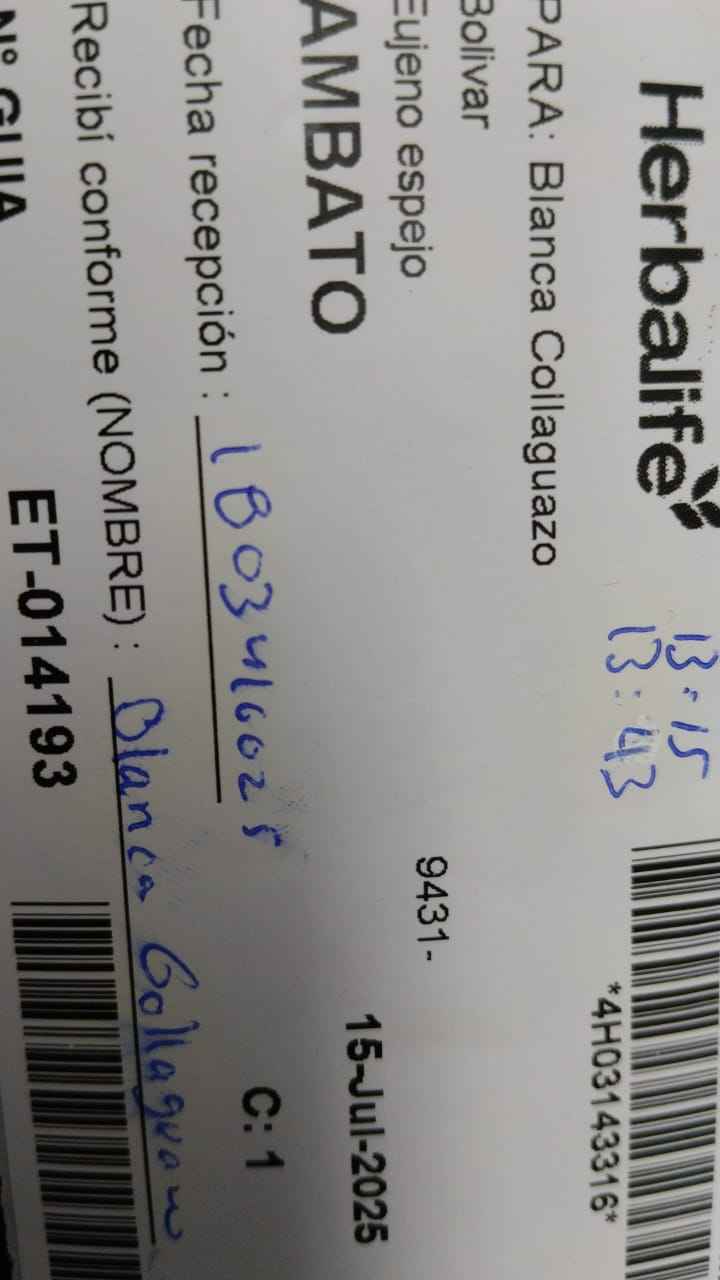 Herbalife
13:15
13:43
*4H03143316*
PARA: Blanca Collaguazo
Bolivar
Eujeno espejo
9431-
AMBATO
15-Jul-2025
Fecha recepción :
C: 1
Recibí conforme (NOMBRE) : Blanca Collaguazo
N° GUIA
ET-014193